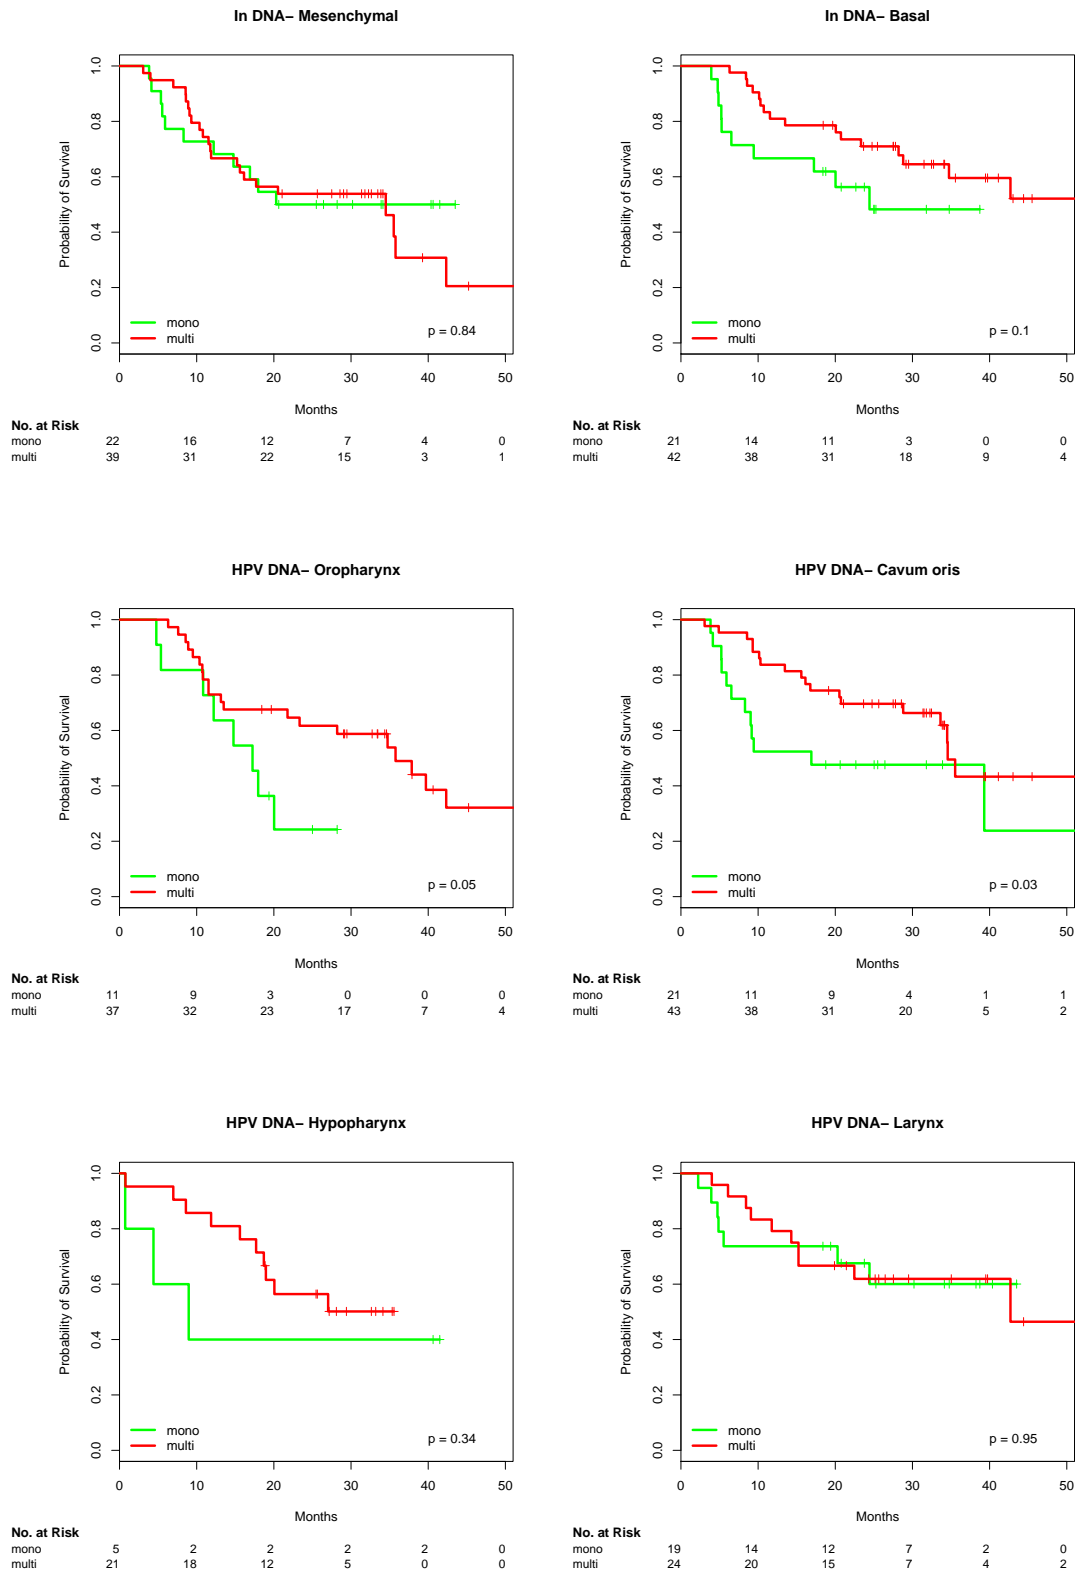 In DNA– Mesenchymal
Probability of Survival
0.0 0.2 0.4 0.6 0.8 1.0
mono
multi
p = 0.84
0 10 20 30 40 50
Months
No. at Risk
mono 22 16 12 7 4 0
multi 39 31 22 15 3 1
In DNA– Basal
Probability of Survival
0.0 0.2 0.4 0.6 0.8 1.0
mono
multi
p = 0.1
0 10 20 30 40 50
Months
No. at Risk
mono 21 14 11 3 0 0
multi 42 38 31 18 9 4
HPV DNA– Oropharynx
Probability of Survival
0.0 0.2 0.4 0.6 0.8 1.0
mono
multi
p = 0.05
0 10 20 30 40 50
Months
No. at Risk
mono 11 9 3 0 0 0
multi 37 32 23 17 7 4
HPV DNA– Cavum oris
Probability of Survival
0.0 0.2 0.4 0.6 0.8 1.0
mono
multi
p = 0.03
0 10 20 30 40 50
Months
No. at Risk
mono 21 11 9 4 1 1
multi 43 38 31 20 5 2
HPV DNA– Hypopharynx
Probability of Survival
0.0 0.2 0.4 0.6 0.8 1.0
mono
multi
p = 0.34
0 10 20 30 40 50
Months
No. at Risk
mono 5 2 2 2 2 0
multi 21 18 12 5 0 0
HPV DNA– Larynx
Probability of Survival
0.0 0.2 0.4 0.6 0.8 1.0
mono
multi
p = 0.95
0 10 20 30 40 50
Months
No. at Risk
mono 19 14 12 7 2 0
multi 24 20 15 7 4 2